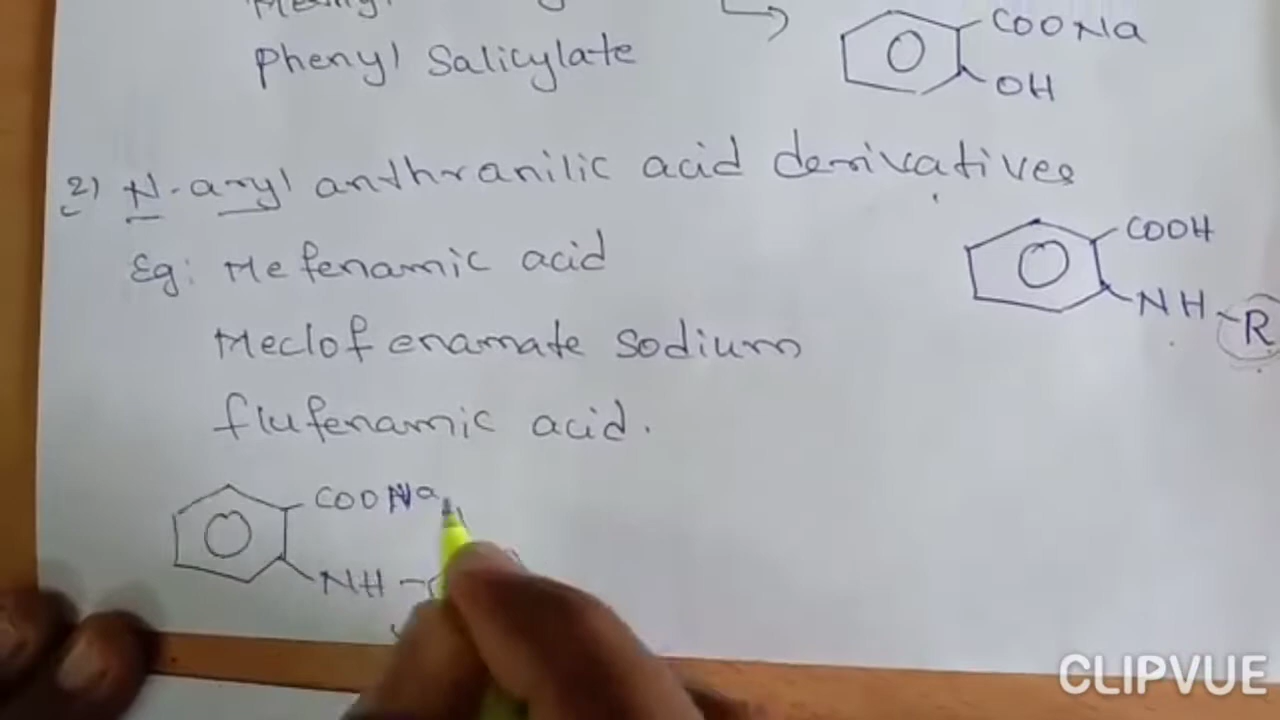 COONa
Phenyl Salicylate
OH
2) N-aryl anthranilic acid derivatives
COOH
Eg: Mefenamic acid
NH-R
Meclofenamate sodium
flufenamic acid.
COONa
NH-
CLIPVUE